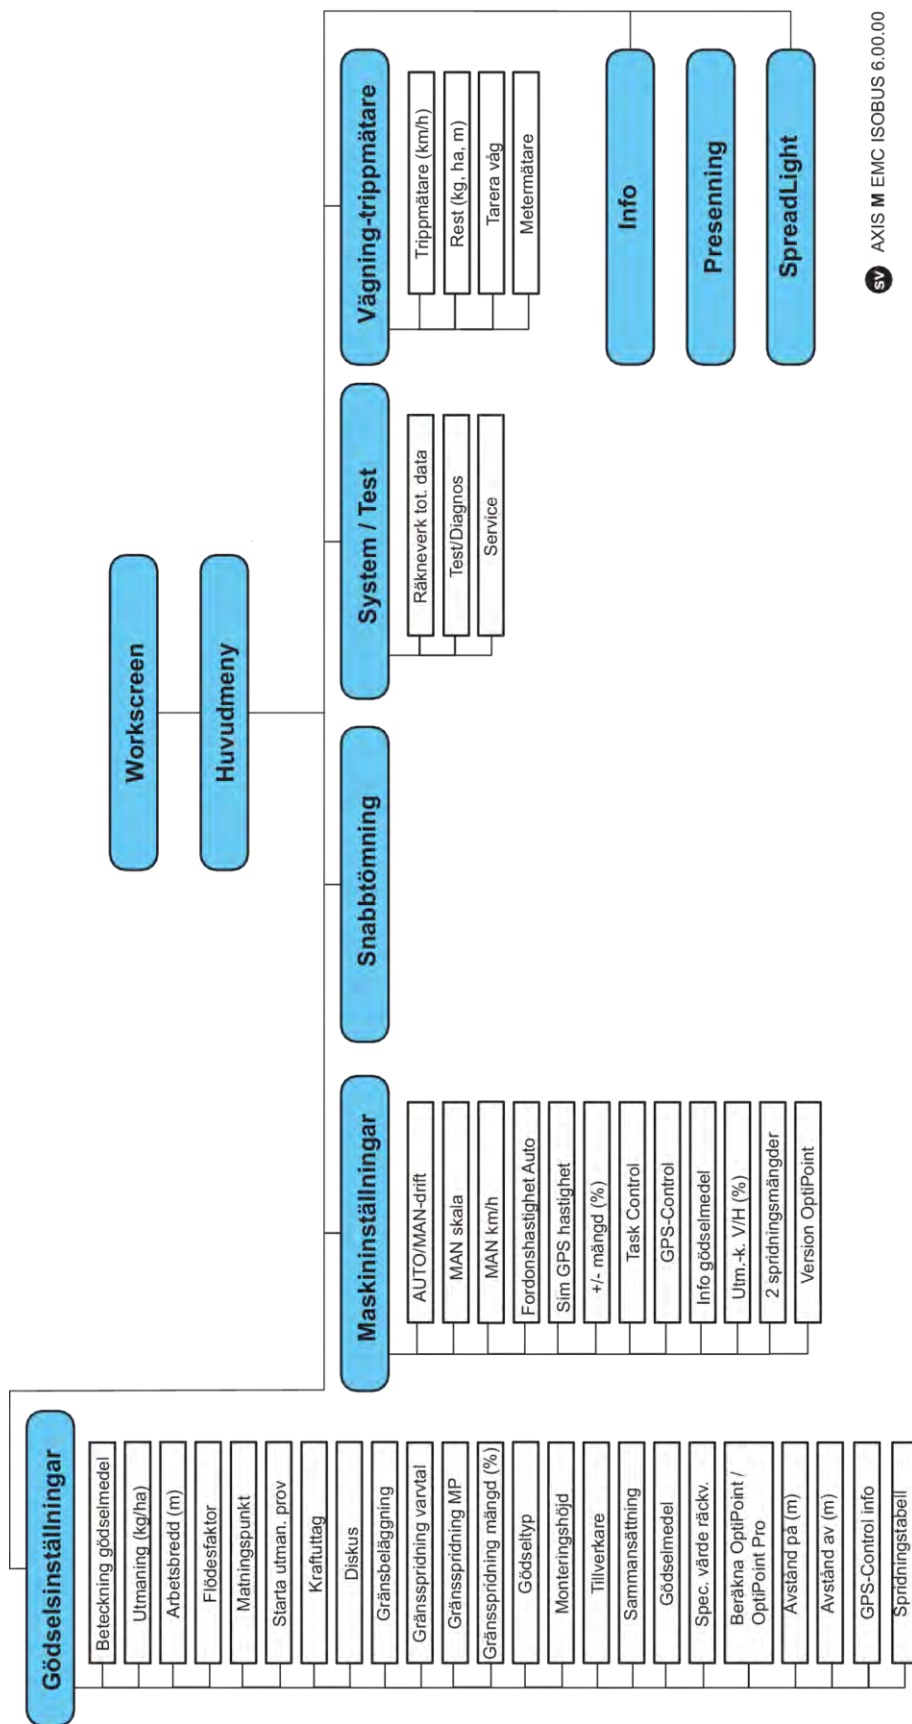 Workscreen
Huvudmeny
Gödselsinställningar
Beteckning gödselmedel
Utmaning (kg/ha)
Arbetsbredd (m)
Flödesfaktor
Matningspunkt
Starta utman. prov
Kraftuttag
Diskus
Gränsbeläggning
Gränsspridning varvtal
Gränsspridning MP
Gränsspridning mängd (%)
Gödseltyp
Monteringshöjd
Tillverkare
Sammansättning
Gödselmedel
Spec. värde räckv.
Beräkna OptiPoint /
OptiPoint Pro
Avstånd på (m)
Avstånd av (m)
GPS-Control info
Spridningstabell
Maskininställningar
AUTO/MAN-drift
MAN skala
MAN km/h
Fordonshastighet Auto
Sim GPS hastighet
+/- mängd (%)
Task Control
GPS-Control
Info gödselmedel
Utm.-k. V/H (%)
2 spridningsmängder
Version OptiPoint
Snabbtömning
System / Test
Räkneverk tot. data
Test/Diagnos
Service
Vägning-trippmätare
Trippmätare (km/h)
Rest (kg, ha, m)
Tarera våg
Metermätare
Info
Presenning
SpreadLight
sv AXIS M EMC ISOBUS 6.00.00